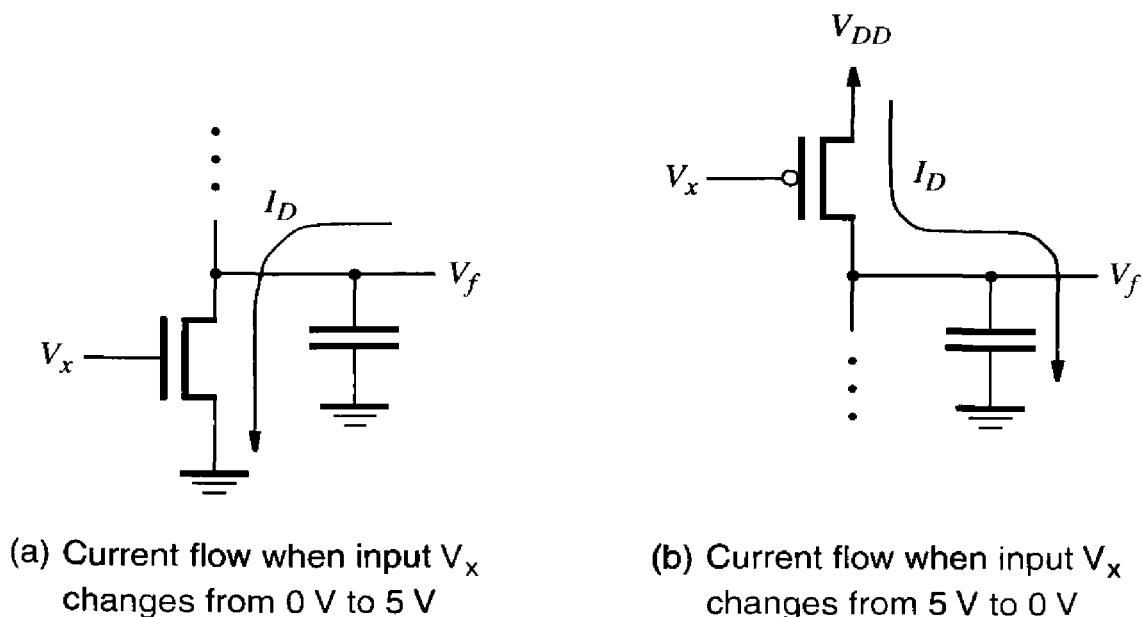 V_x
I_D
V_f
(a) Current flow when input V_x
changes from 0 V to 5 V
V_DD
V_x
I_D
V_f
(b) Current flow when input V_x
changes from 5 V to 0 V